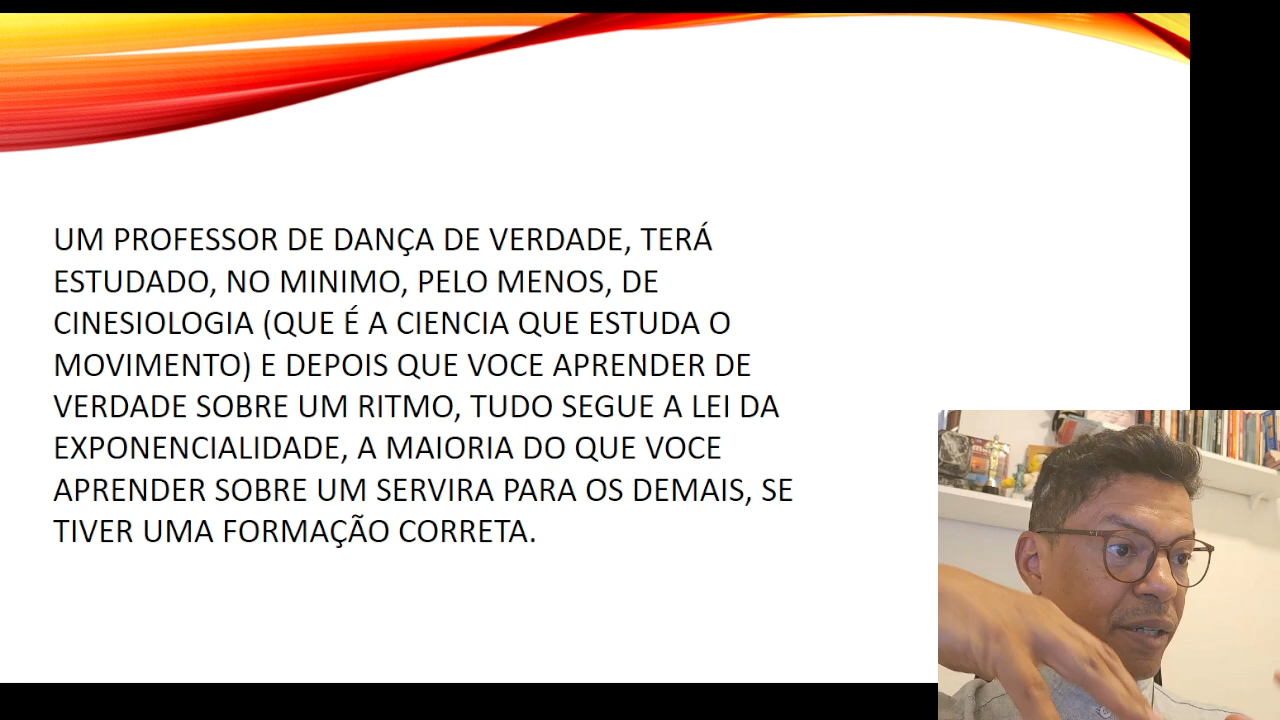 UM PROFESSOR DE DANÇA DE VERDADE, TERÁ
ESTUDADO, NO MINIMO, PELO MENOS, DE
CINESIOLOGIA (QUE É A CIENCIA QUE ESTUDA O
MOVIMENTO) E DEPOIS QUE VOCE APRENDER DE
VERDADE SOBRE UM RITMO, TUDO SEGUE A LEI DA
EXPONENCIALIDADE, A MAIORIA DO QUE VOCE
APRENDER SOBRE UM SERVIRA PARA OS DEMAIS, SE
TIVER UMA FORMAÇÃO CORRETA.